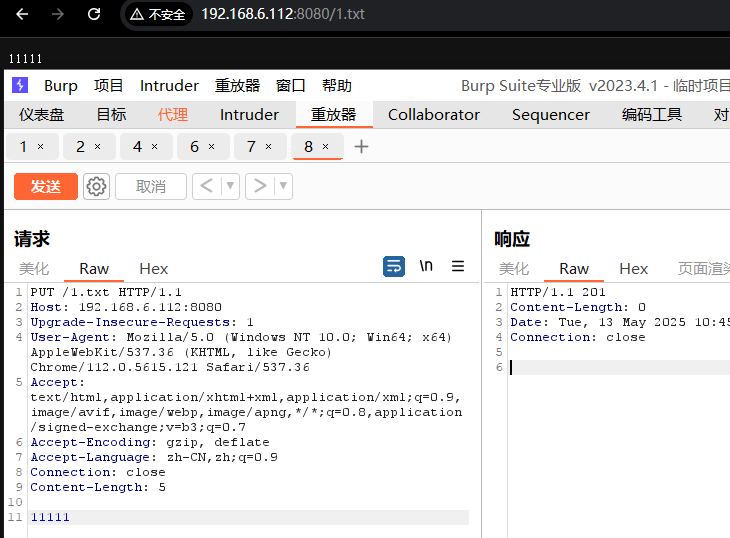 不安全 192.168.6.112:8080/1.txt
11111
Burp 项目 Intruder 重放器 窗口 帮助 Burp Suite专业版 v2023.4.1 - 临时项目
仪表盘 目标 代理 Intruder 重放器 Collaborator Sequencer 编码工具 对
1 × 2 × 4 × 6 × 7 × 8 × +
发送 取消 < ▼ > ▼
请求
美化 Raw Hex \n
1 PUT /1.txt HTTP/1.1
2 Host: 192.168.6.112:8080
3 Upgrade-Insecure-Requests: 1
4 User-Agent: Mozilla/5.0 (Windows NT 10.0; Win64; x64)
AppleWebKit/537.36 (KHTML, like Gecko)
Chrome/112.0.5615.121 Safari/537.36
5 Accept:
text/html,application/xhtml+xml,application/xml;q=0.9,
image/avif,image/webp,image/apng,*/*;q=0.8,application
/signed-exchange;v=b3;q=0.7
6 Accept-Encoding: gzip, deflate
7 Accept-Language: zh-CN,zh;q=0.9
8 Connection: close
9 Content-Length: 5
10
11 11111
响应
美化 Raw Hex 页面渲染
1 HTTP/1.1 201
2 Content-Length: 0
3 Date: Tue, 13 May 2025 10:45
4 Connection: close
5
6